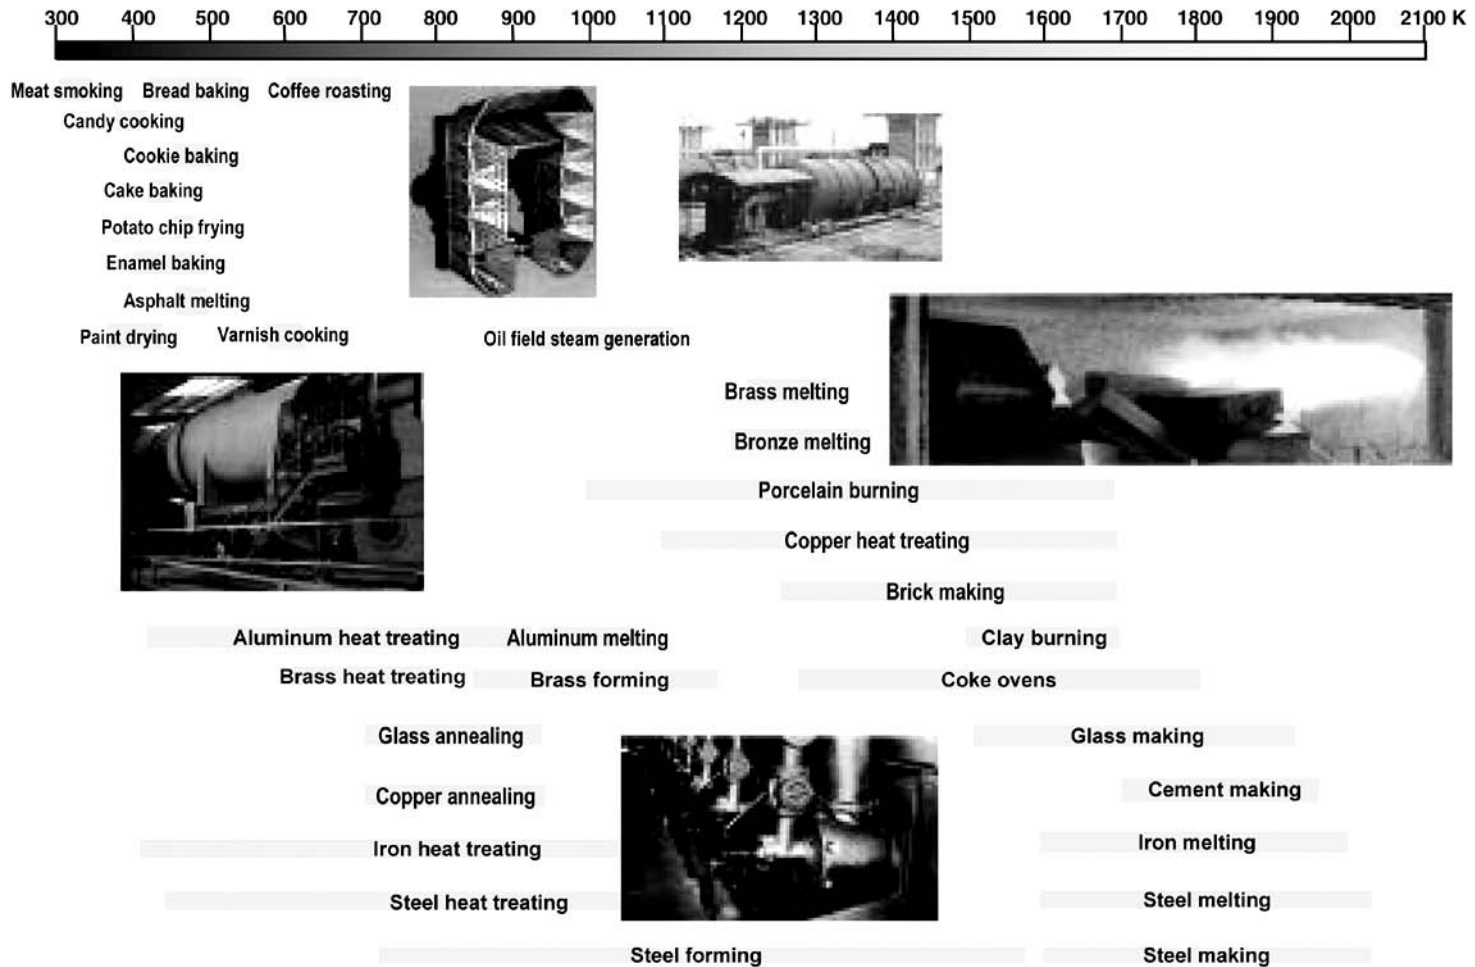 300 400 500 600 700 800 900 1000 1100 1200 1300 1400 1500 1600 1700 1800 1900 2000 2100 K
Meat smoking Bread baking Coffee roasting
Candy cooking
Cookie baking
Cake baking
Potato chip frying
Enamel baking
Asphalt melting
Paint drying Varnish cooking Oil field steam generation
Brass melting
Bronze melting
Porcelain burning
Copper heat treating
Brick making
Aluminum heat treating Aluminum melting Clay burning
Brass heat treating Brass forming Coke ovens
Glass annealing Glass making
Copper annealing Cement making
Iron heat treating Iron melting
Steel heat treating Steel melting
Steel forming Steel making